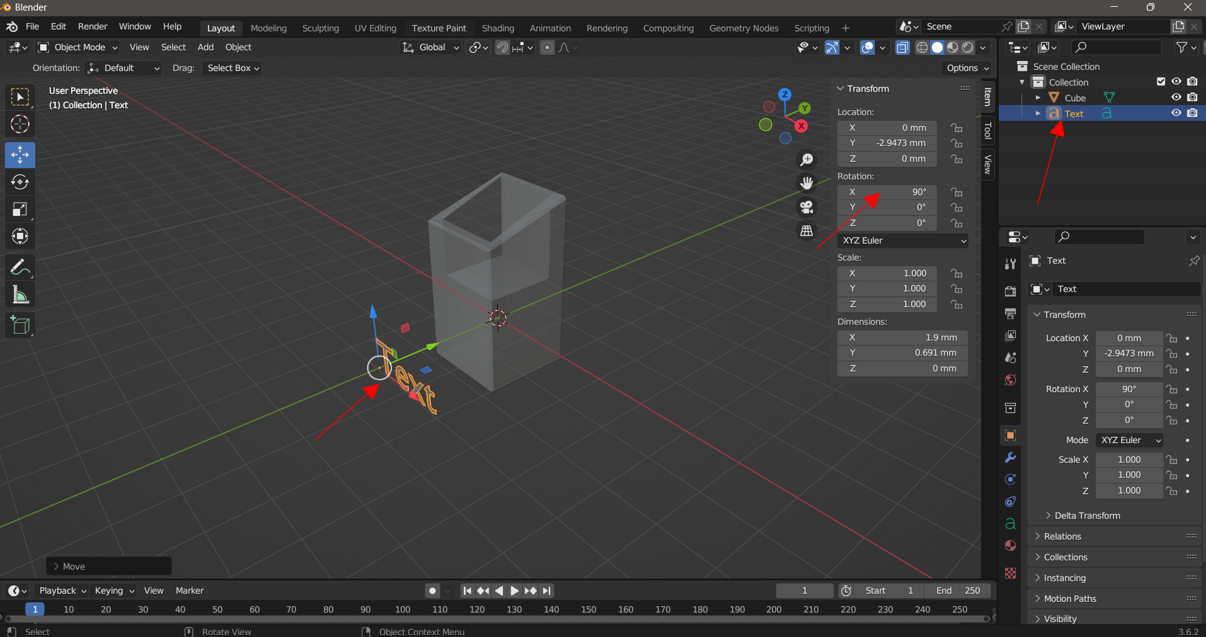 Blender
File Edit Render Window Help Layout Modeling Sculpting UV Editing Texture Paint Shading Animation Rendering Compositing Geometry Nodes Scripting + Scene ViewLayer
Object Mode View Select Add Object Global
Orientation: Default Drag: Select Box Options
User Perspective
(1) Collection | Text
Z
Y
X
Text
Transform
Location:
X 0 mm
Y -2.9473 mm
Z 0 mm
Rotation:
X 90°
Y 0°
Z 0°
XYZ Euler
Scale:
X 1.000
Y 1.000
Z 1.000
Dimensions:
X 1.9 mm
Y 0.691 mm
Z 0 mm
Item
Tool
View
Scene Collection
Collection
Cube
Text
Text
Text
Transform
Location X 0 mm
Y -2.9473 mm
Z 0 mm
Rotation X 90°
Y 0°
Z 0°
Mode XYZ Euler
Scale X 1.000
Y 1.000
Z 1.000
Delta Transform
Relations
Collections
Instancing
Motion Paths
Visibility
Move
Playback Keying View Marker 1 Start 1 End 250
1 10 20 30 40 50 60 70 80 90 100 110 120 130 140 150 160 170 180 190 200 210 220 230 240 250
Select Rotate View Object Context Menu 3.6.2